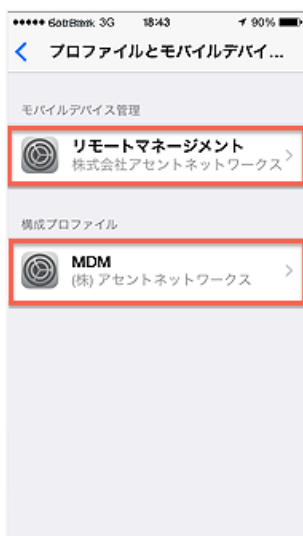 SoftBank 3G 18:43 90%
プロファイルとモバイルデバイ...
モバイルデバイス管理
リモートマネージメント
株式会社アセントネットワークス
構成プロファイル
MDM
(株) アセントネットワークス